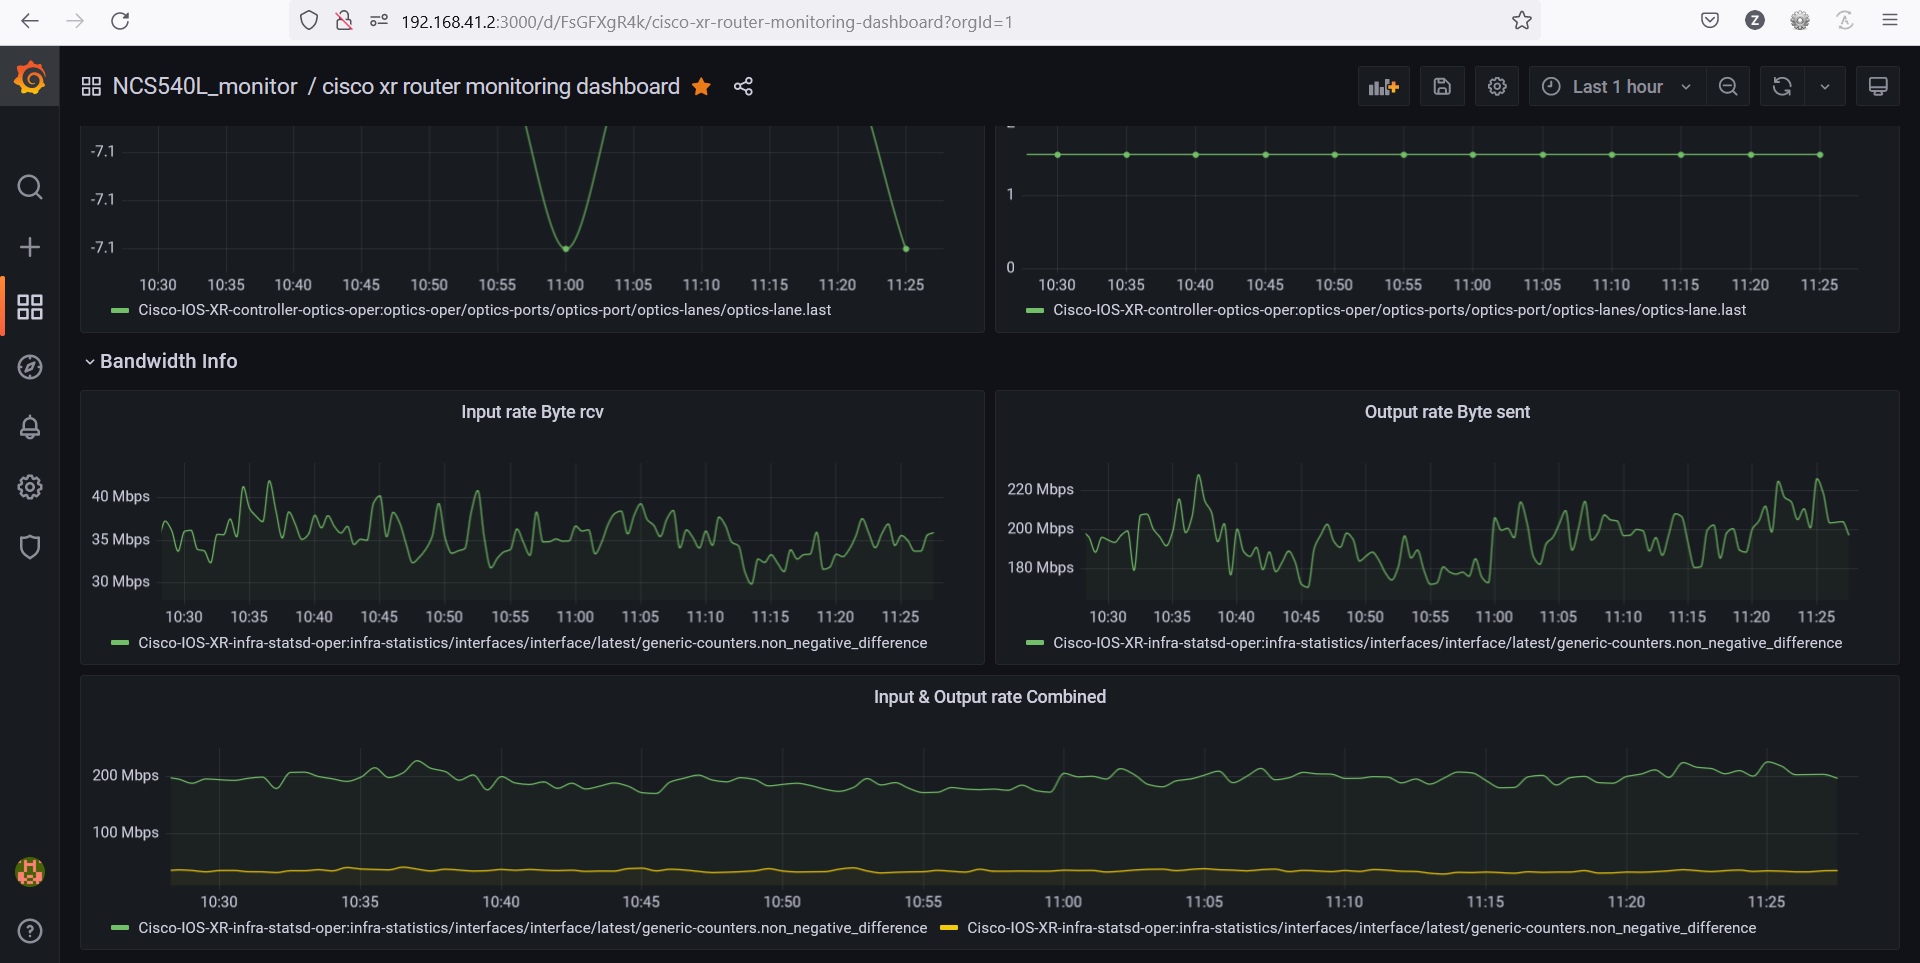 192.168.41.2:3000/d/FsGFXgR4k/cisco-xr-router-monitoring-dashboard?orgId=1
Z
NCS540L_monitor / cisco xr router monitoring dashboard
Last 1 hour
-7.1
-7.1
-7.1
10:30 10:35 10:40 10:45 10:50 10:55 11:00 11:05 11:10 11:15 11:20 11:25
Cisco-IOS-XR-controller-optics-oper:optics-oper/optics-ports/optics-port/optics-lanes/optics-lane.last
1
0
10:30 10:35 10:40 10:45 10:50 10:55 11:00 11:05 11:10 11:15 11:20 11:25
Cisco-IOS-XR-controller-optics-oper:optics-oper/optics-ports/optics-port/optics-lanes/optics-lane.last
Bandwidth Info
Input rate Byte rcv
40 Mbps
35 Mbps
30 Mbps
10:30 10:35 10:40 10:45 10:50 10:55 11:00 11:05 11:10 11:15 11:20 11:25
Cisco-IOS-XR-infra-statsd-oper:infra-statistics/interfaces/interface/latest/generic-counters.non_negative_difference
Output rate Byte sent
220 Mbps
200 Mbps
180 Mbps
10:30 10:35 10:40 10:45 10:50 10:55 11:00 11:05 11:10 11:15 11:20 11:25
Cisco-IOS-XR-infra-statsd-oper:infra-statistics/interfaces/interface/latest/generic-counters.non_negative_difference
Input & Output rate Combined
200 Mbps
100 Mbps
10:30 10:35 10:40 10:45 10:50 10:55 11:00 11:05 11:10 11:15 11:20 11:25
Cisco-IOS-XR-infra-statsd-oper:infra-statistics/interfaces/interface/latest/generic-counters.non_negative_difference Cisco-IOS-XR-infra-statsd-oper:infra-statistics/interfaces/interface/latest/generic-counters.non_negative_difference